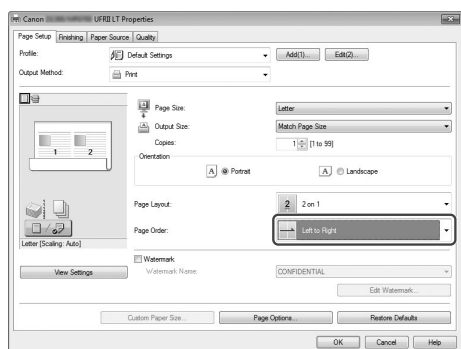 Canon UFRII LT Properties
Page Setup Finishing Paper Source Quality
Profile: Default Settings Add(1)... Edit(2)...
Output Method: Print
Page Size: Letter
Output Size: Match Page Size
Copies: 1 [1 to 99]
Orientation
A Portrait A Landscape
1 2
Page Layout: 2 2 on 1
Page Order: Left to Right
Letter [Scaling: Auto]
Watermark
View Settings Watermark Name: CONFIDENTIAL
Edit Watermark...
Custom Paper Size... Page Options... Restore Defaults
OK Cancel Help